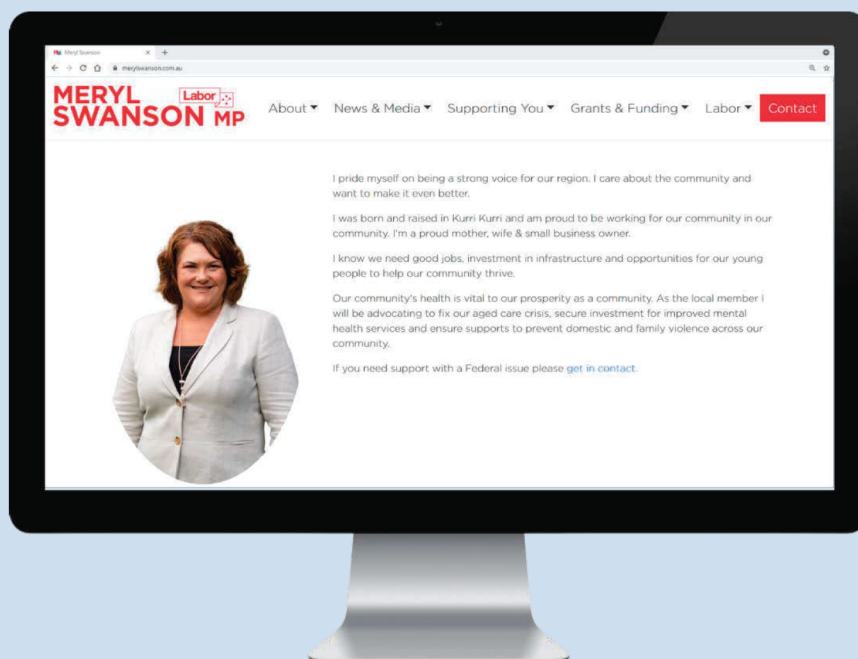 Meryl Swanson
merylswanson.com.au
MERYL
SWANSON MP
Labor
About
News & Media
Supporting You
Grants & Funding
Labor
Contact
I pride myself on being a strong voice for our region. I care about the community and
want to make it even better.
I was born and raised in Kurri Kurri and am proud to be working for our community in our
community. I'm a proud mother, wife & small business owner.
I know we need good jobs, investment in infrastructure and opportunities for our young
people to help our community thrive.
Our community's health is vital to our prosperity as a community. As the local member I
will be advocating to fix our aged care crisis, secure investment for improved mental
health services and ensure supports to prevent domestic and family violence across our
community.
If you need support with a Federal issue please get in contact.